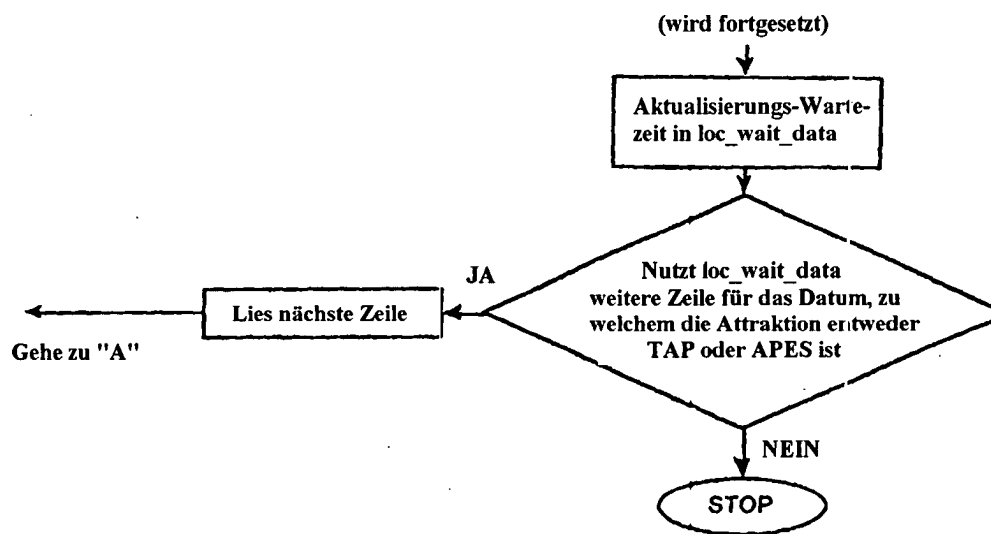 (wird fortgesetzt)
Aktualisierungs-Warte-
zeit in loc_wait_data
JA
Nutzt loc_wait_data
weitere Zeile für das Datum, zu
welchem die Attraktion entweder
TAP oder APES ist
Lies nächste Zeile
Gehe zu "A"
NEIN
STOP